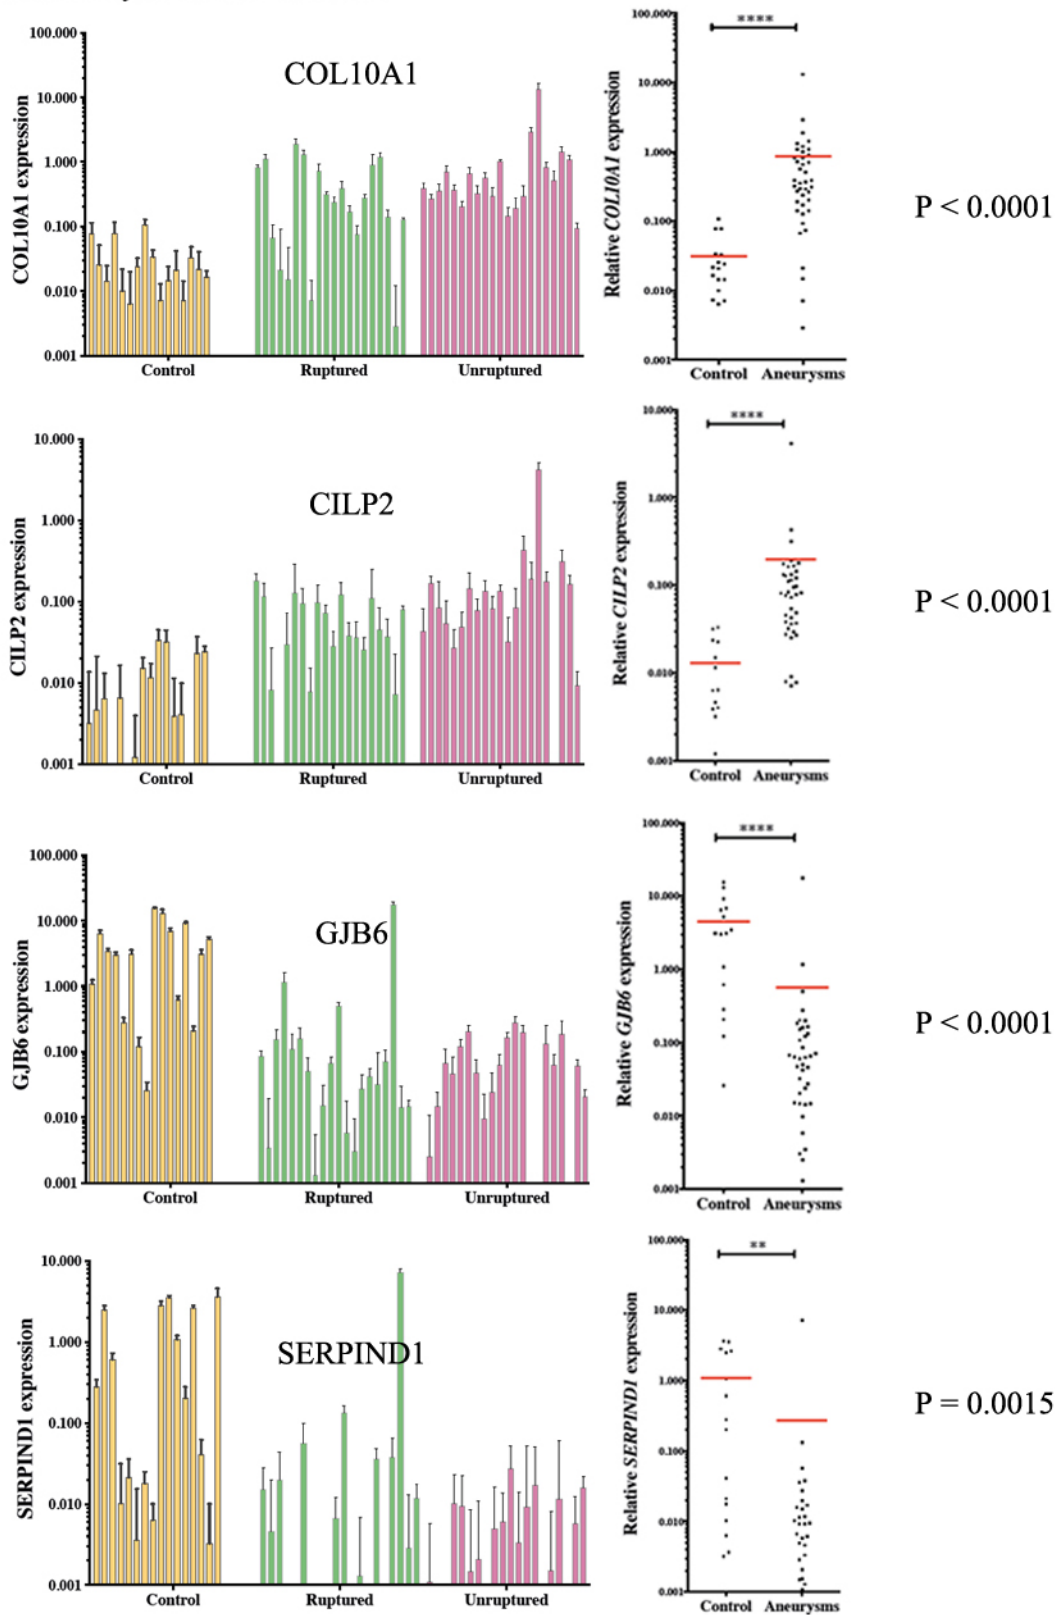 COL10A1 expression
100.000
10.000
1.000
0.100
0.010
0.001
COL10A1
Control
Ruptured
Unruptured
Relative COL10A1 expression
100.000
10.000
1.000
0.100
0.010
0.001
****
Control
Aneurysms
P < 0.0001
CILP2 expression
10.000
1.000
0.100
0.010
0.001
CILP2
Control
Ruptured
Unruptured
Relative CILP2 expression
10.000
1.000
0.100
0.010
0.001
****
Control
Aneurysms
P < 0.0001
GJB6 expression
100.000
10.000
1.000
0.100
0.010
0.001
GJB6
Control
Ruptured
Unruptured
Relative GJB6 expression
100.000
10.000
1.000
0.100
0.010
0.001
****
Control
Aneurysms
P < 0.0001
SERPIND1 expression
10.000
1.000
0.100
0.010
0.001
SERPIND1
Control
Ruptured
Unruptured
Relative SERPIND1 expression
100.000
10.000
1.000
0.100
0.010
0.001
**
Control
Aneurysms
P = 0.0015